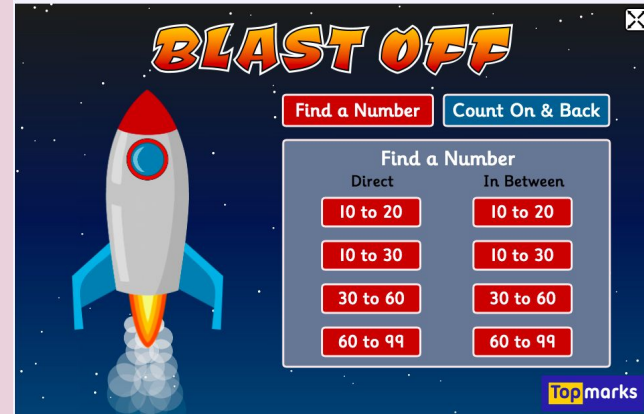 BLAST OFF
Find a Number Count On & Back
Find a Number
Direct In Between
10 to 20 10 to 20
10 to 30 10 to 30
30 to 60 30 to 60
60 to 99 60 to 99
Topmarks